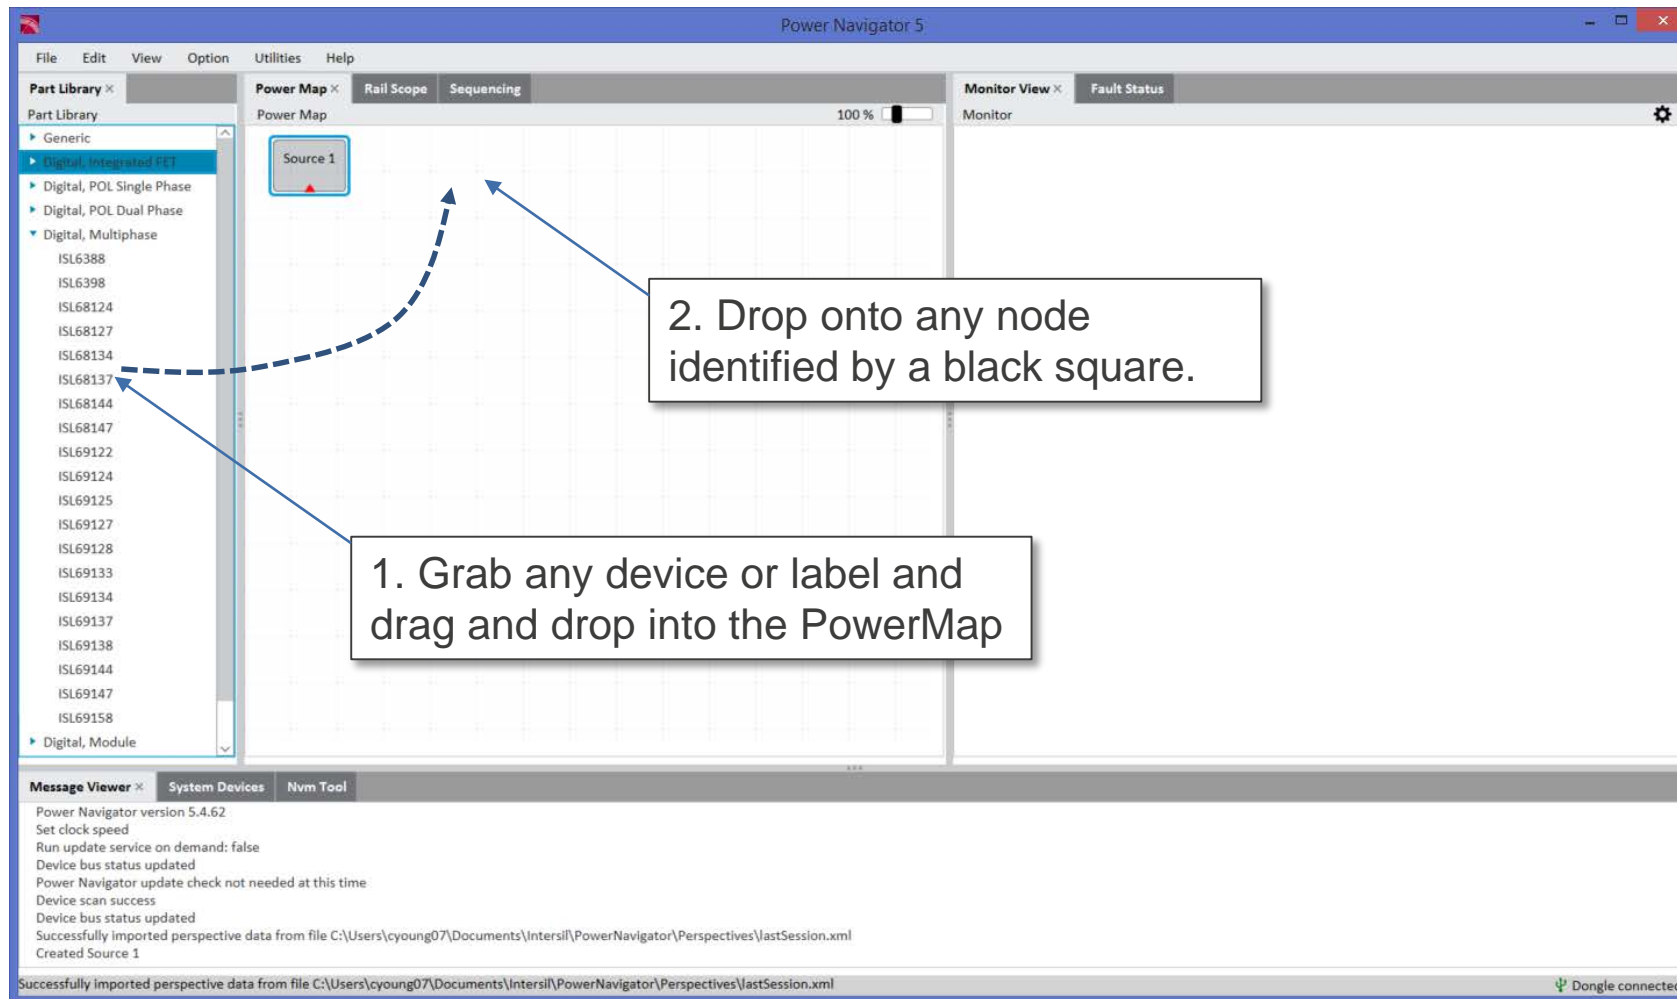 Power Navigator 5
File Edit View Option Utilities Help
Part Library ×
Power Map × Rail Scope Sequencing
Monitor View × Fault Status
Part Library
Power Map 100 %
Monitor
Generic
Digital, Integrated FET
Digital, POL Single Phase
Digital, POL Dual Phase
Digital, Multiphase
ISL6388
ISL6398
ISL68124
ISL68127
ISL68134
ISL68137
ISL68144
ISL68147
ISL69122
ISL69124
ISL69125
ISL69127
ISL69128
ISL69133
ISL69134
ISL69137
ISL69138
ISL69144
ISL69147
ISL69158
Digital, Module
Source 1
2. Drop onto any node
identified by a black square.
1. Grab any device or label and
drag and drop into the PowerMap
Message Viewer × System Devices Nvm Tool
Power Navigator version 5.4.62
Set clock speed
Run update service on demand: false
Device bus status updated
Power Navigator update check not needed at this time
Device scan success
Device bus status updated
Successfully imported perspective data from file C:\Users\cyoung07\Documents\Intersil\PowerNavigator\Perspectives\lastSession.xml
Created Source 1
Successfully imported perspective data from file C:\Users\cyoung07\Documents\Intersil\PowerNavigator\Perspectives\lastSession.xml
Dongle connected